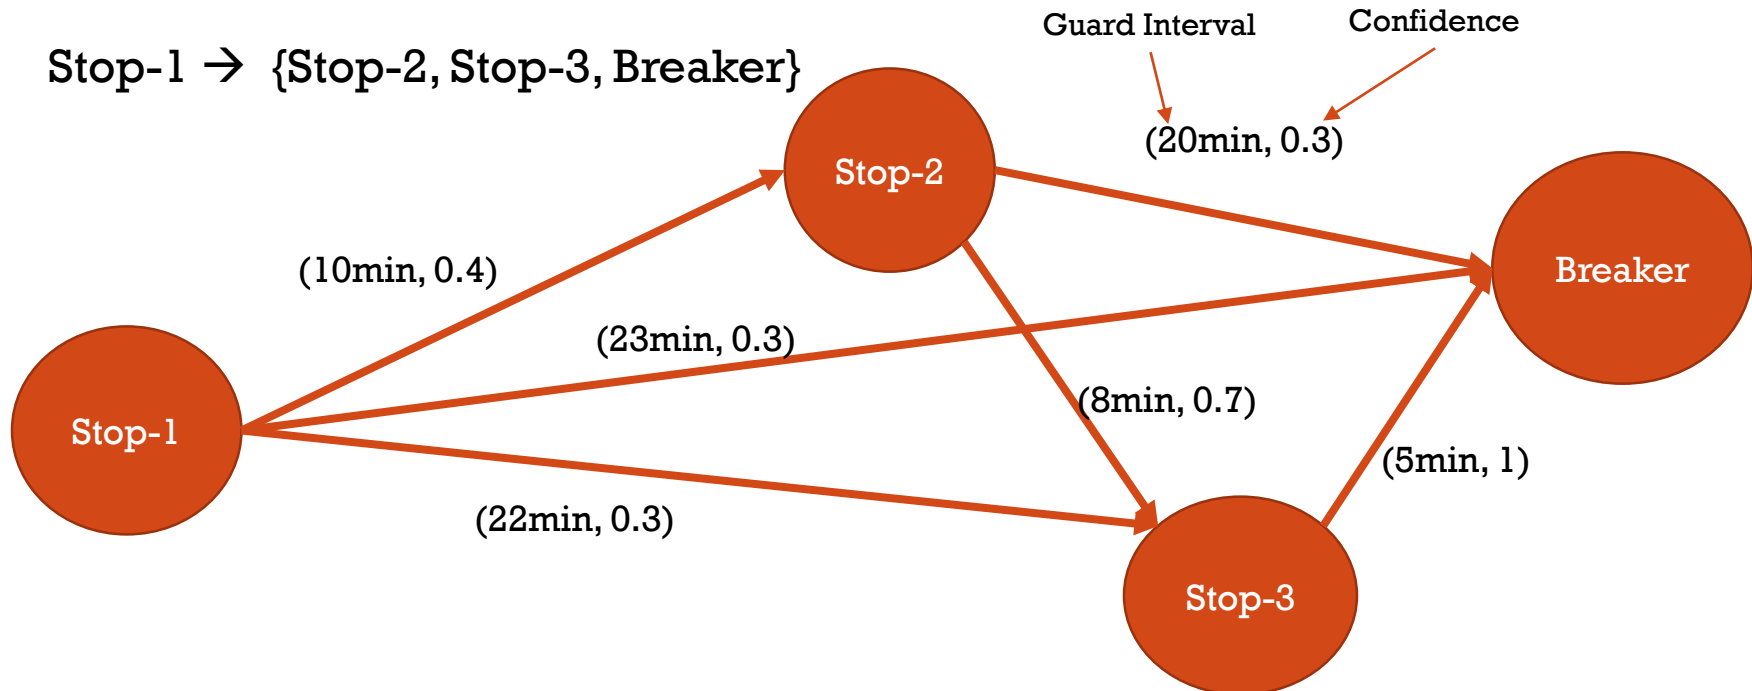 Guard Interval
Confidence
Stop-1 → {Stop-2, Stop-3, Breaker}
(20min, 0.3)
Stop-2
(10min, 0.4)
Breaker
(23min, 0.3)
(8min, 0.7)
Stop-1
(5min, 1)
(22min, 0.3)
Stop-3